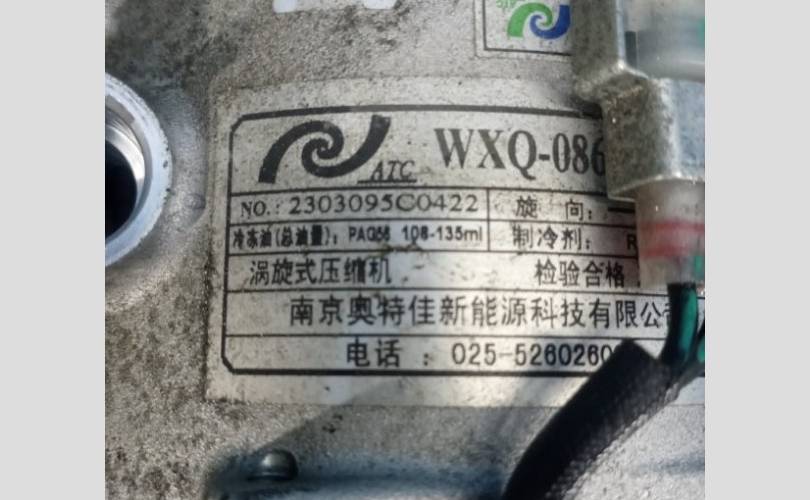 ATC WXQ-086
NO.: 2303095C0422 旋 向:
冷冻油(总油量): PAG56 108-135ml 制冷剂: R
涡旋式压缩机 检验合格
南京奥特佳新能源科技有限公
电话: 025-5260260